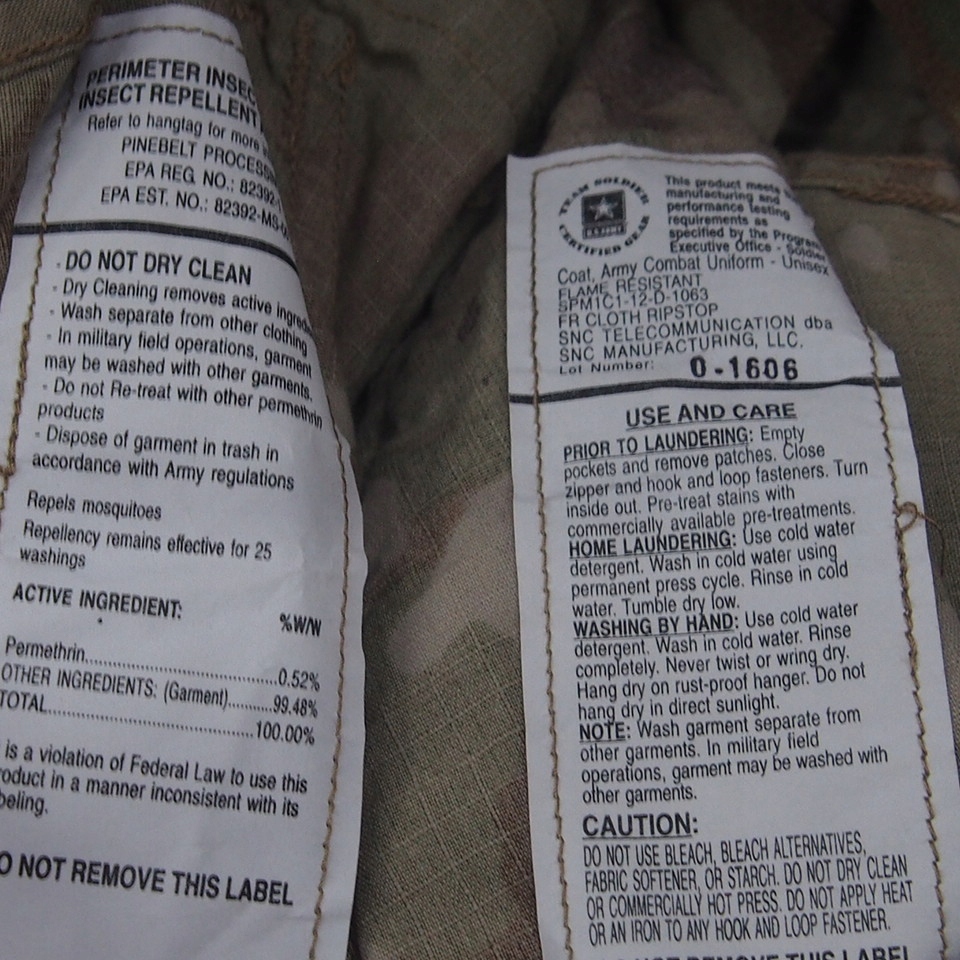 PERIMETER
INSECT REPELLENT
Refer to hangtag for more
PINEBELT
EPA REG. NO.: 82392-
EPA EST. NO.: 82392-MS-
DO NOT DRY CLEAN
- Dry Cleaning removes active
- Wash separate from other clothing
- In military field operations, garment
may be washed with other garments.
- Do not Re-treat with other permethrin
products
- Dispose of garment in trash in
accordance with Army regulations
Repels mosquitoes
Repellency remains effective for 25
washings
ACTIVE INGREDIENT: %W/W
Permethrin....................0.52%
OTHER INGREDIENTS: (Garment)..........99.48%
TOTAL....................100.00%
is a violation of Federal Law to use this
in a manner inconsistent with its
NOT REMOVE THIS LABEL
TEAM SOLDIER
CERTIFIED GEAR
This product meets
manufacturing and
performance testing
requirements as
specified by the Program
Executive Office - Soldier
Coat, Army Combat Uniform - Unisex
FLAME RESISTANT
SPM1C1-12-D-1063
FR CLOTH RIPSTOP
SNC TELECOMMUNICATION dba
SNC MANUFACTURING, LLC.
Lot Number: 0-1606
USE AND CARE
PRIOR TO LAUNDERING: Empty
pockets and remove patches. Close
zipper and hook and loop fasteners. Turn
inside out. Pre-treat stains with
commercially available pre-treatments.
HOME LAUNDERING: Use cold water
detergent. Wash in cold water using
permanent press cycle. Rinse in cold
water. Tumble dry low.
WASHING BY HAND: Use cold water
detergent. Wash in cold water. Rinse
completely. Never twist or wring dry.
Hang dry on rust-proof hanger. Do not
hang dry in direct sunlight.
NOTE: Wash garment separate from
other garments. In military field
operations, garment may be washed with
other garments.
CAUTION:
DO NOT USE BLEACH, BLEACH ALTERNATIVES,
FABRIC SOFTENER, OR STARCH. DO NOT DRY CLEAN
OR COMMERCIALLY HOT PRESS. DO NOT APPLY HEAT
OR AN IRON TO ANY HOOK AND LOOP FASTENER.
REMOVE THIS LABEL